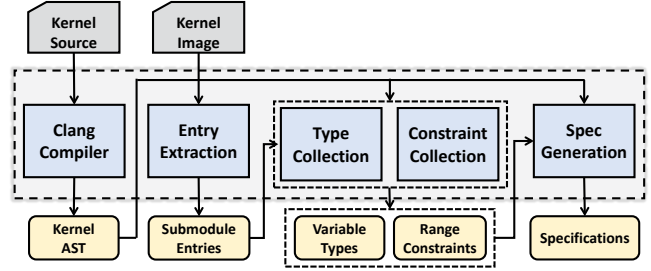 Kernel
Source
Kernel
Image
Clang
Compiler
Entry
Extraction
Type
Collection
Constraint
Collection
Spec
Generation
Kernel
AST
Submodule
Entries
Variable
Types
Range
Constraints
Specifications